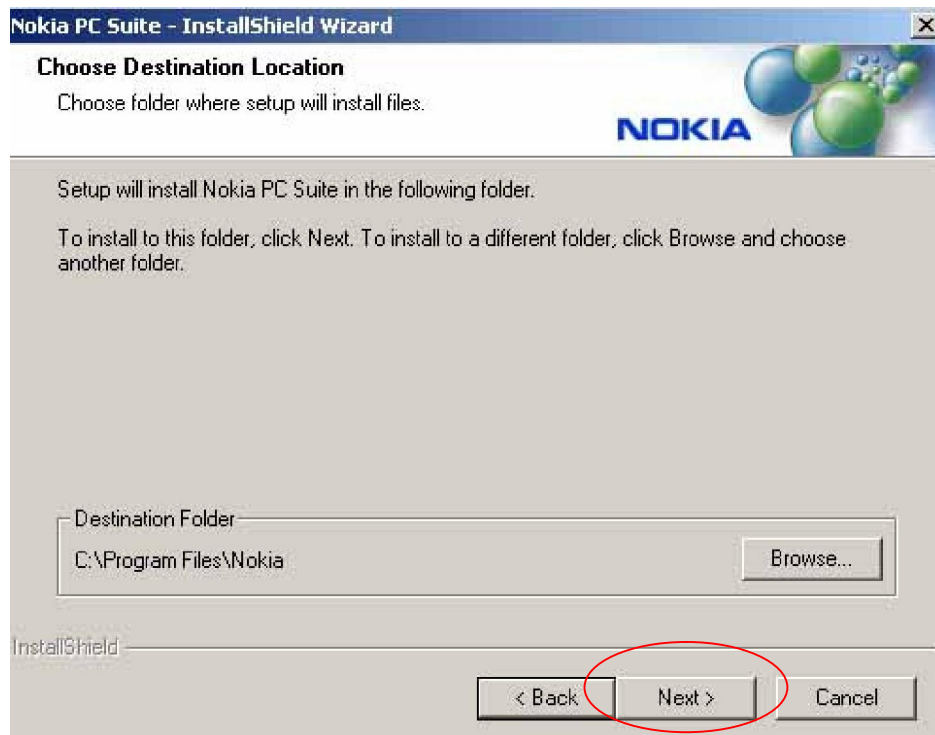 Nokia PC Suite - InstallShield Wizard
Choose Destination Location
Choose folder where setup will install files.
NOKIA
Setup will install Nokia PC Suite in the following folder.
To install to this folder, click Next. To install to a different folder, click Browse and choose
another folder.
Destination Folder
C:\Program Files\Nokia
Browse...
InstallShield
< Back
Next >
Cancel